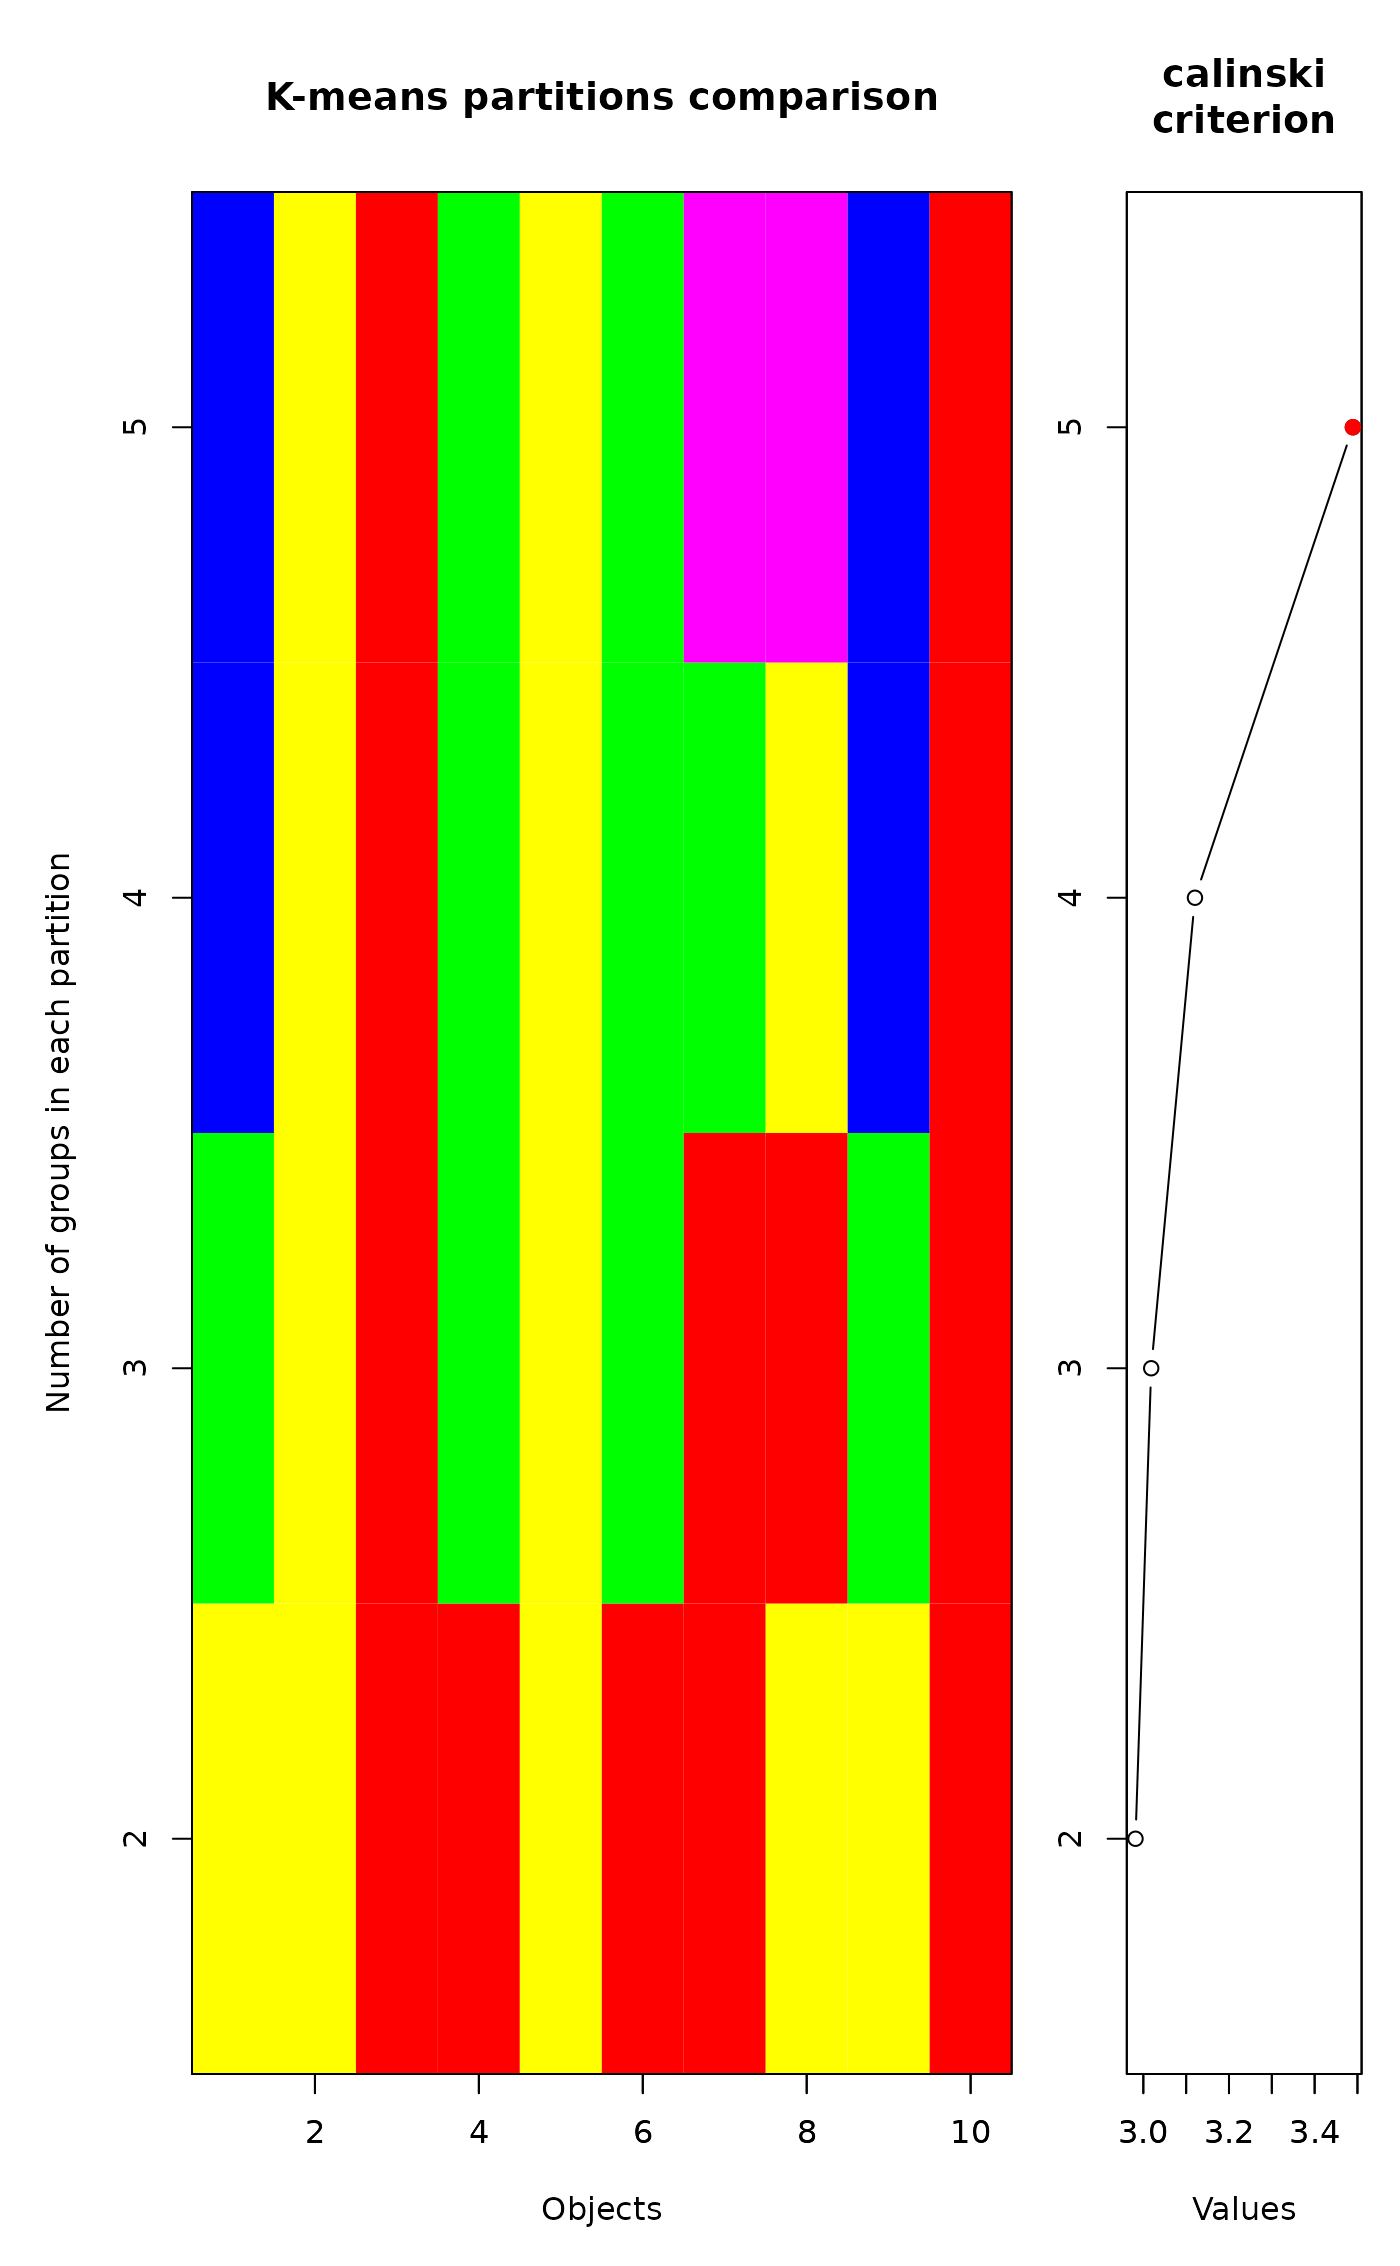 K-means partitions comparison
calinski
criterion
Number of groups in each partition
5
4
3
2
2 4 6 8 10
Objects
5
4
3
2
3.0 3.2 3.4
Values